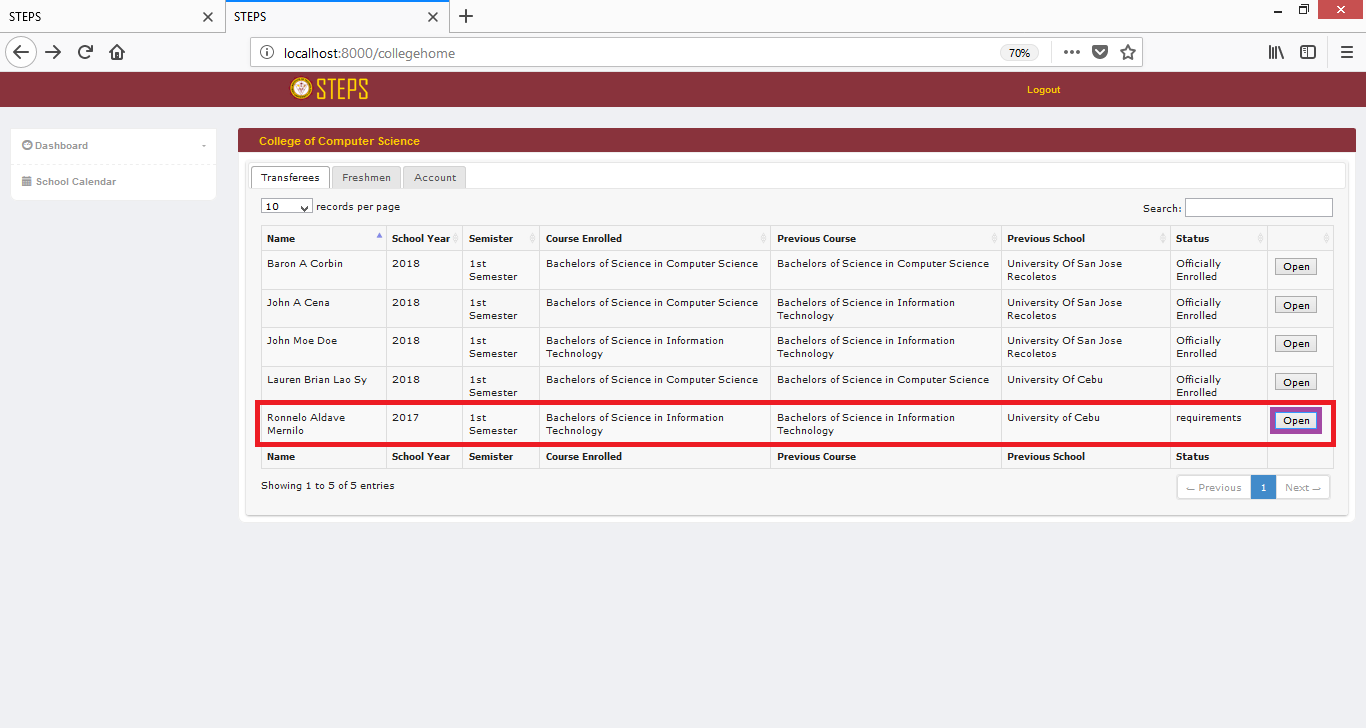 STEPS
STEPS
localhost:8000/collegehome
70%
STEPS
Logout
Dashboard
School Calendar
College of Computer Science
Transferees Freshmen Account
10 records per page
Search:
Name School Year Semister Course Enrolled Previous Course Previous School Status
Baron A Corbin 2018 1st Bachelors of Science in Computer Science Bachelors of Science in Computer Science University Of San Jose Officially Open
Semester Recoletos Enrolled
John A Cena 2018 1st Bachelors of Science in Computer Science Bachelors of Science in Information University Of San Jose Officially Open
Semester Technology Recoletos Enrolled
John Moe Doe 2018 1st Bachelors of Science in Information Bachelors of Science in Information University Of San Jose Officially Open
Semester Technology Technology Recoletos Enrolled
Lauren Brian Lao Sy 2018 1st Bachelors of Science in Computer Science Bachelors of Science in Computer Science University Of Cebu Officially Open
Semester Enrolled
Ronnelo Aldave 2017 1st Bachelors of Science in Information Bachelors of Science in Information University of Cebu requirements Open
Mernilo Semester Technology Technology
Name School Year Semister Course Enrolled Previous Course Previous School Status
Showing 1 to 5 of 5 entries
← Previous 1 Next →